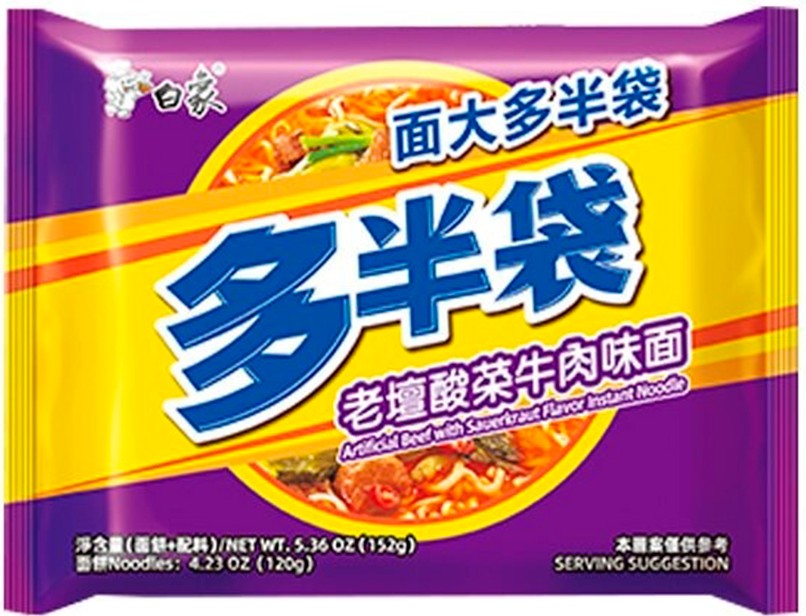 白象
面大多半袋
多半袋
老壇酸菜牛肉味面
Artificial Beef with Sauerkraut Flavor Instant Noodle
淨含量(面餅+配料)/NET WT. 5.36 OZ (152g)
面餅Noodles: 4.23 OZ (120g)
本圖案僅供參考
SERVING SUGGESTION